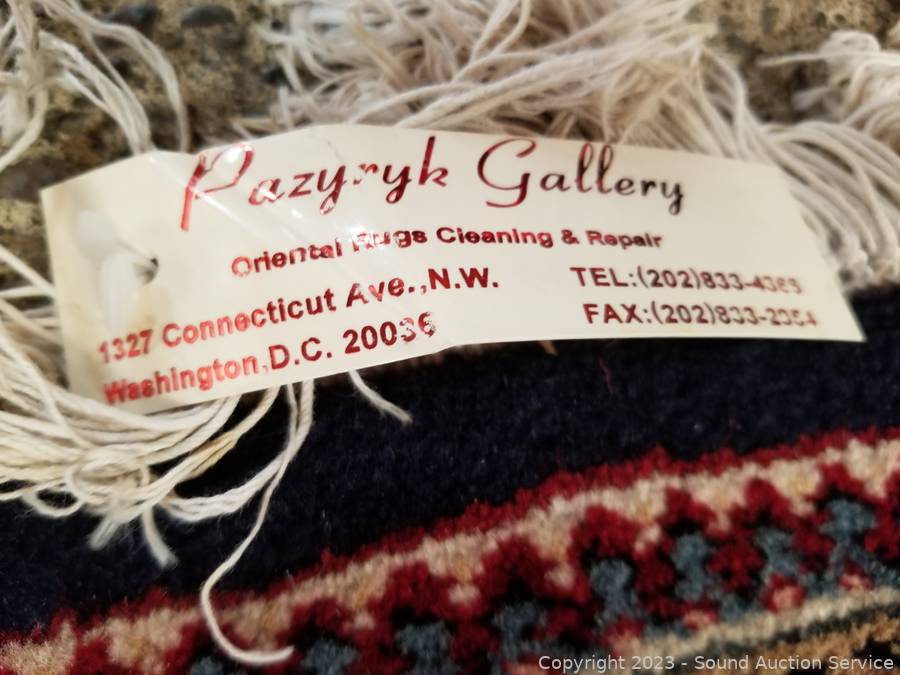 Pazyryk Gallery
Oriental Rugs Cleaning & Repair
1327 Connecticut Ave.,N.W.
Washington,D.C. 20036
TEL:(202)833-4365
FAX:(202)833-2354
Copyright 2023 - Sound Auction Service